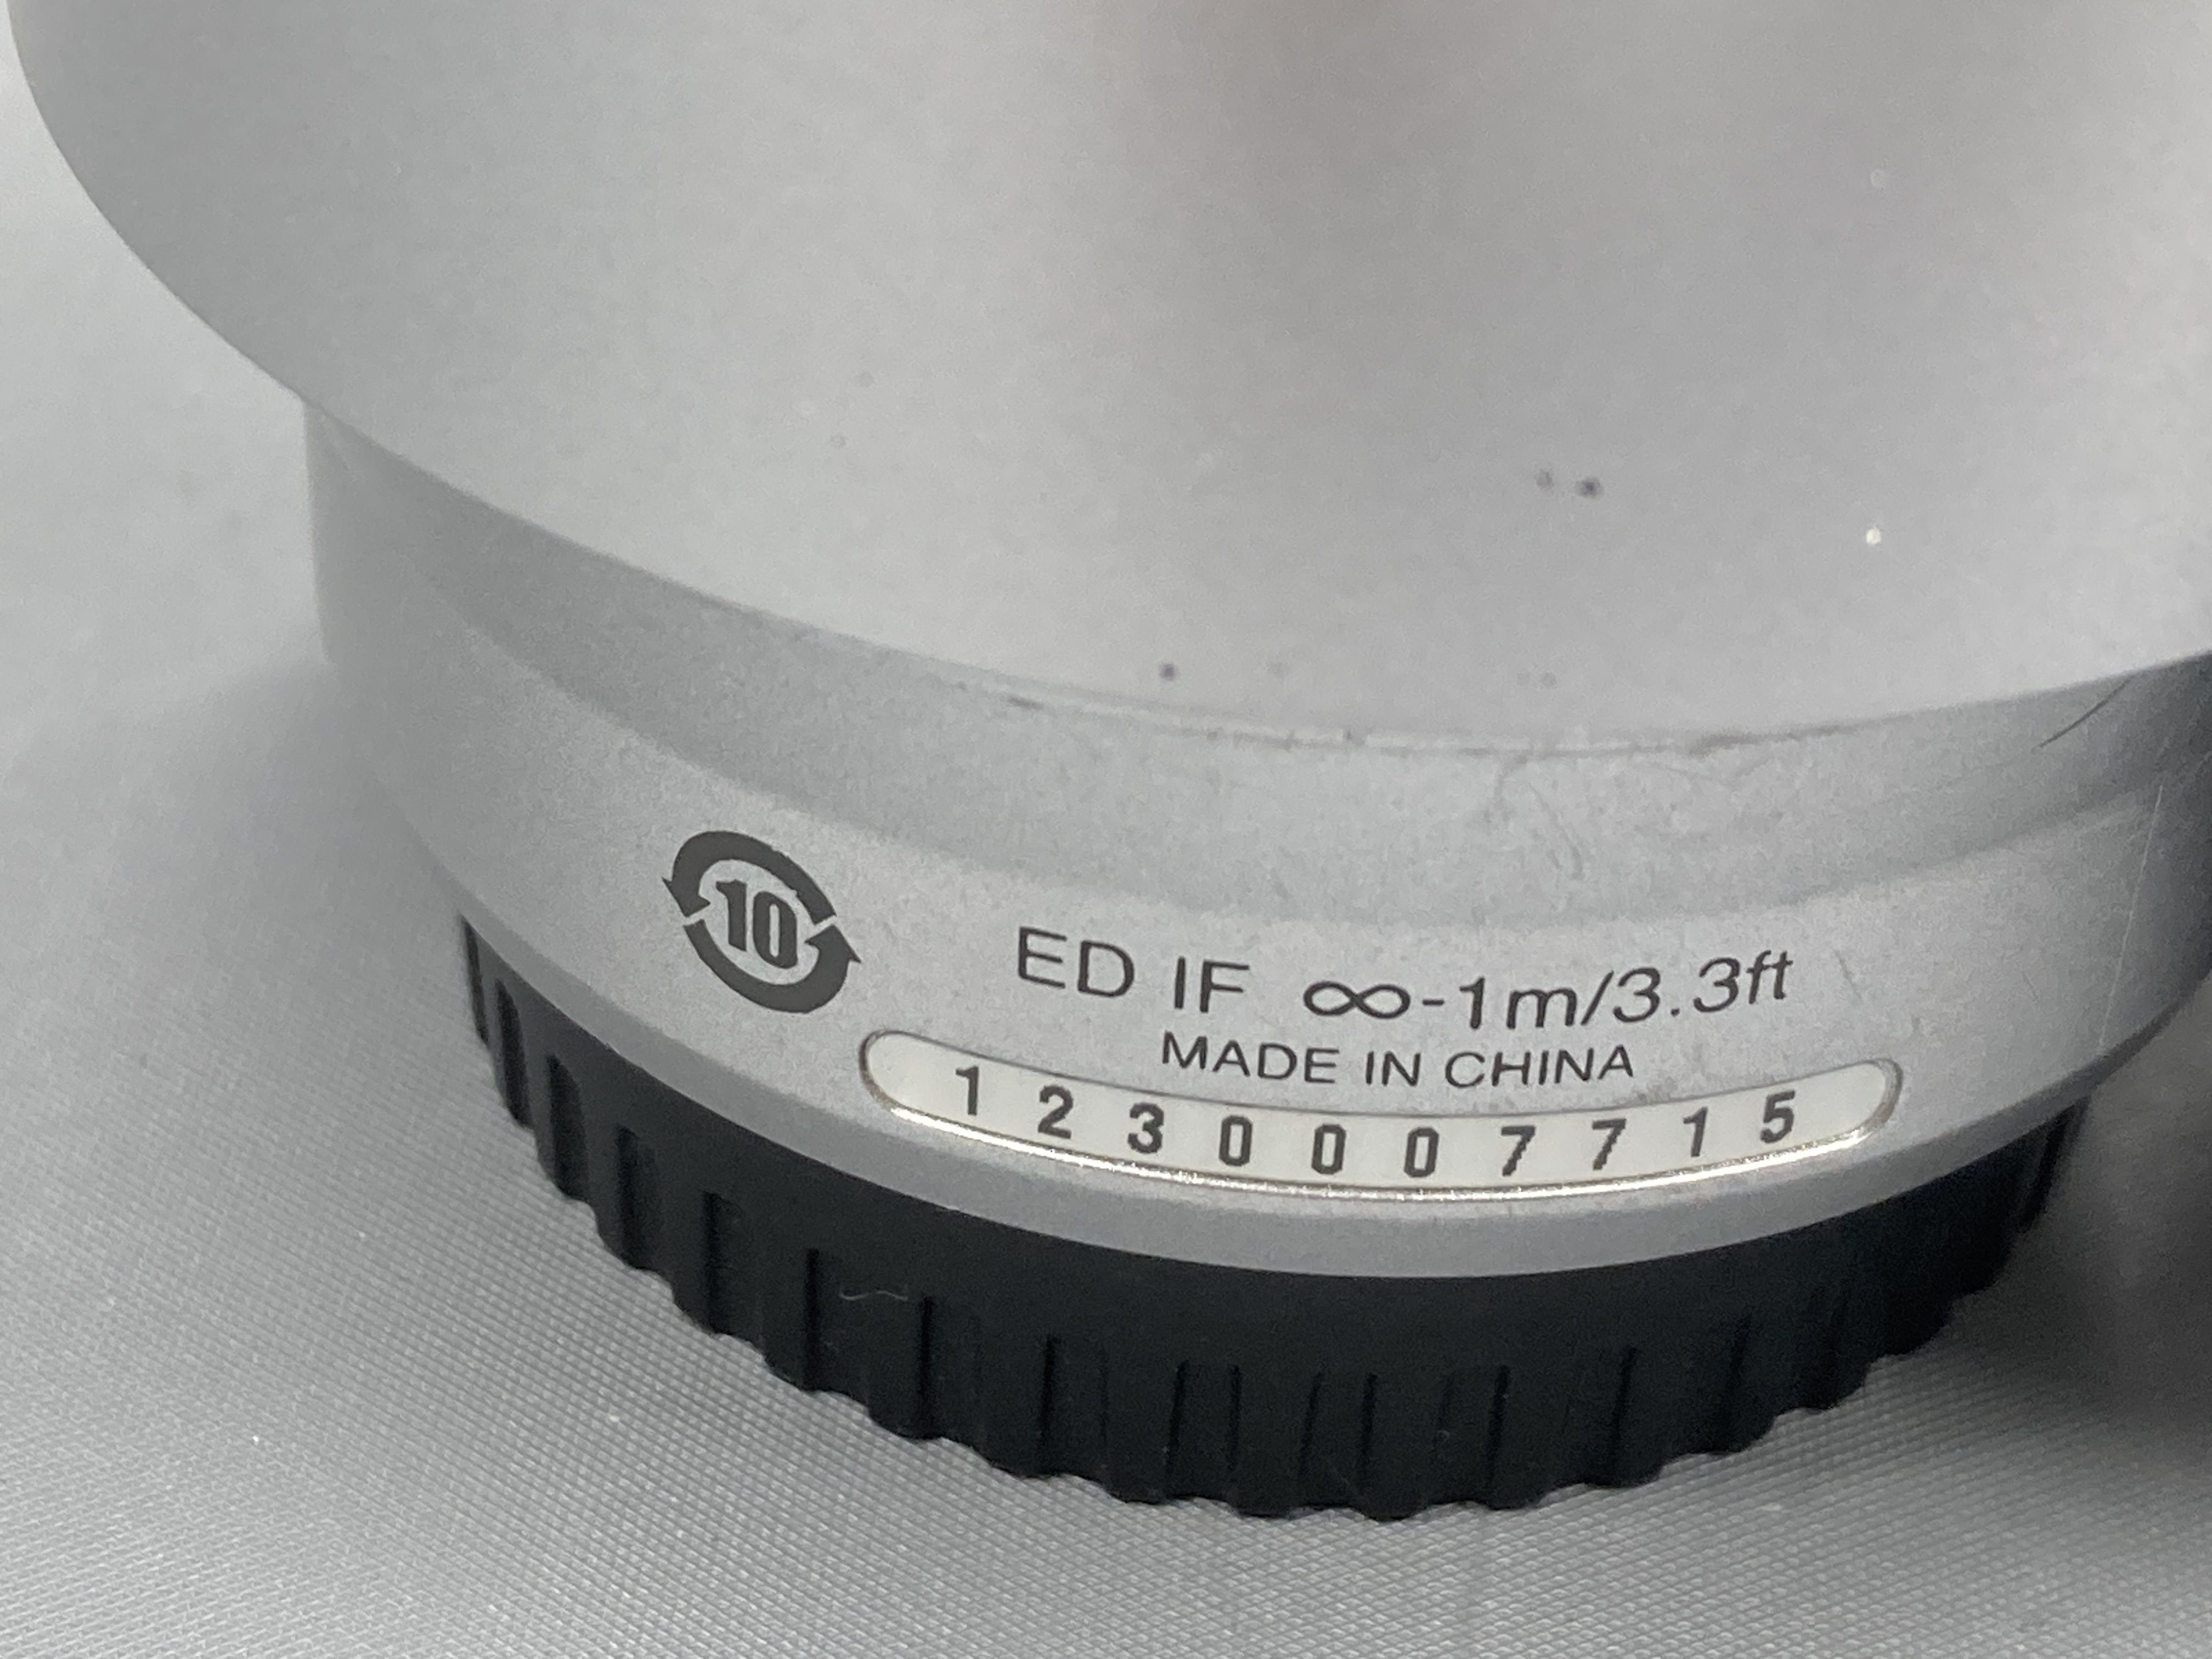 10
ED IF ∞-1m/3.3ft
MADE IN CHINA
1230007715